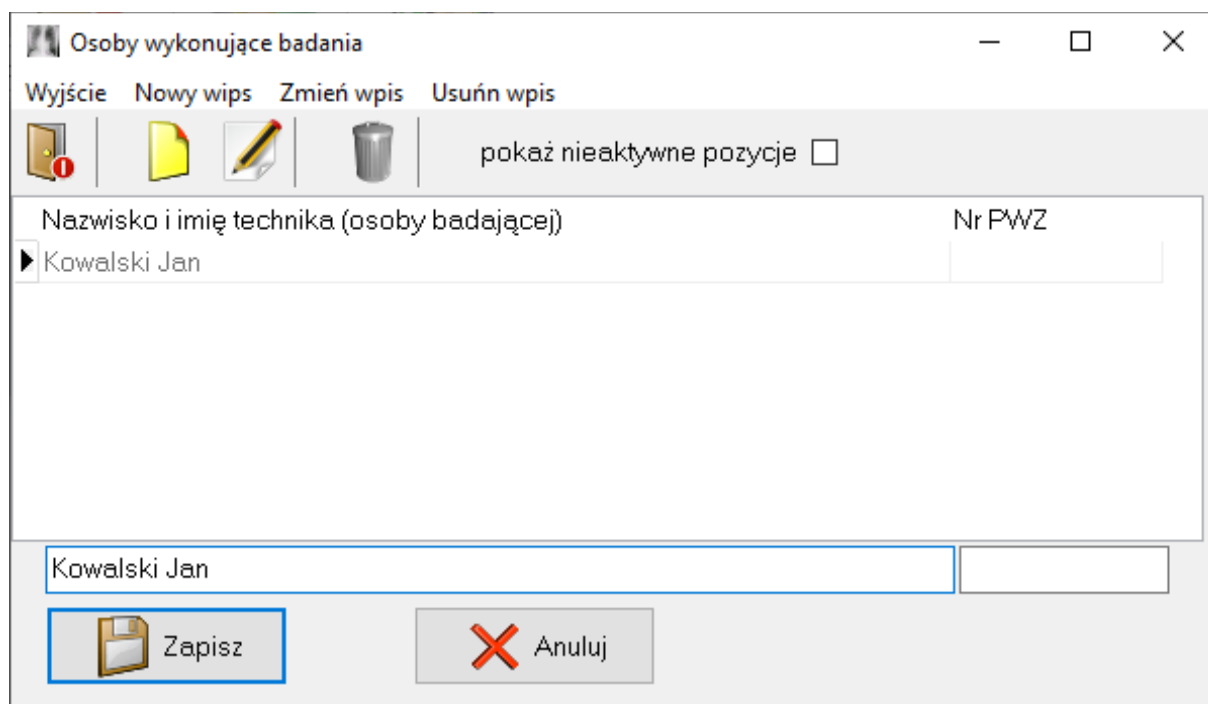 Osoby wykonujące badania
Wyjście Nowy wips Zmień wpis Usuńn wpis
pokaż nieaktywne pozycje
Nazwisko i imię technika (osoby badającej) Nr PWZ
Kowalski Jan
Kowalski Jan
Zapisz Anuluj